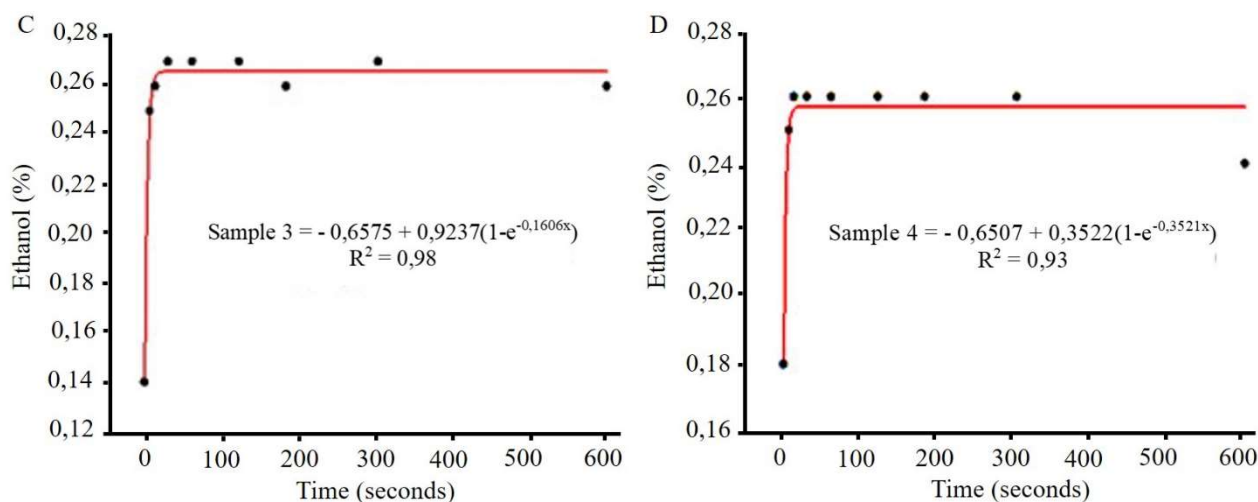 C
0,28
0,26
0,24
0,22
0,20
0,18
0,16
0,14
0,12
Ethanol (%)
Sample 3 = - 0,6575 + 0,9237(1-e^-0,1606x)
R² = 0,98
0 100 200 300 400 500 600
Time (seconds)
D
0,28
0,26
0,24
0,22
0,20
0,18
0,16
Ethanol (%)
Sample 4 = - 0,6507 + 0,3522(1-e^-0,3521x)
R² = 0,93
0 100 200 300 400 500 600
Time (seconds)